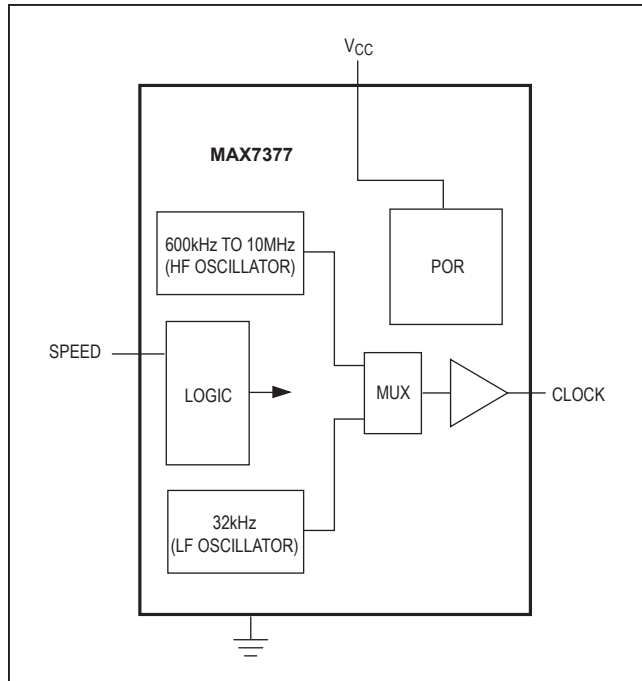 VCC
MAX7377
600kHz TO 10MHz
(HF OSCILLATOR)
POR
SPEED
LOGIC
MUX
CLOCK
32kHz
(LF OSCILLATOR)